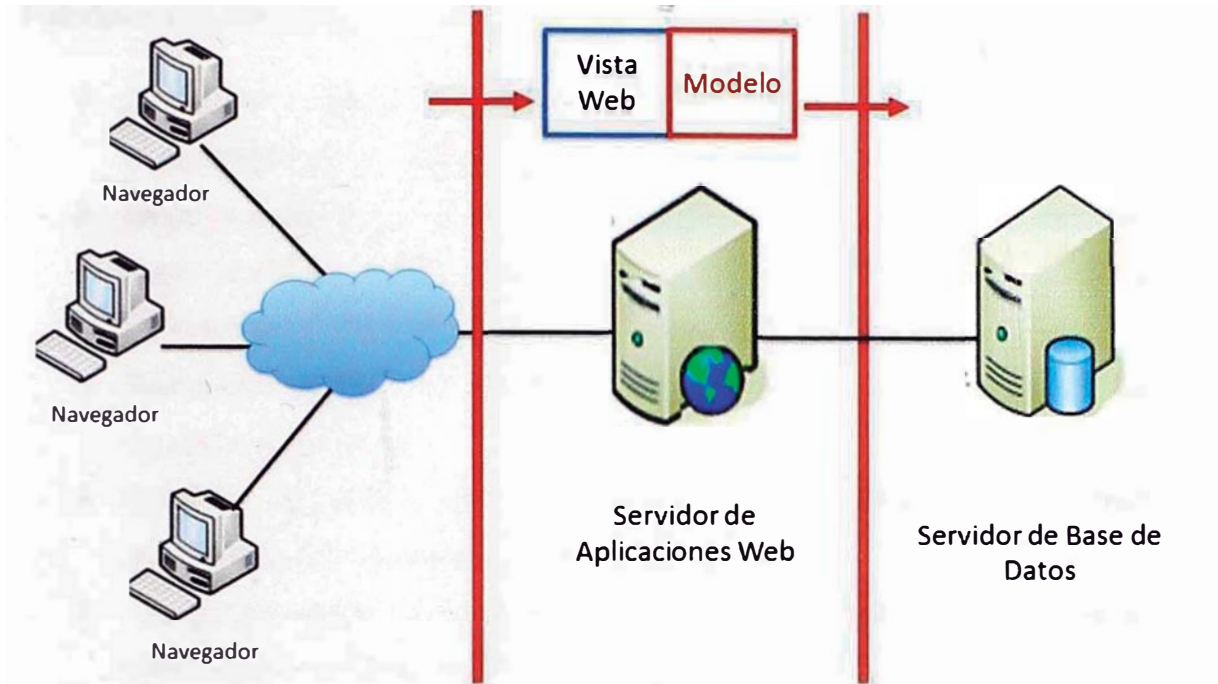 Vista
Web
Modelo
Navegador
Navegador
Navegador
Servidor de
Aplicaciones Web
Servidor de Base de
Datos